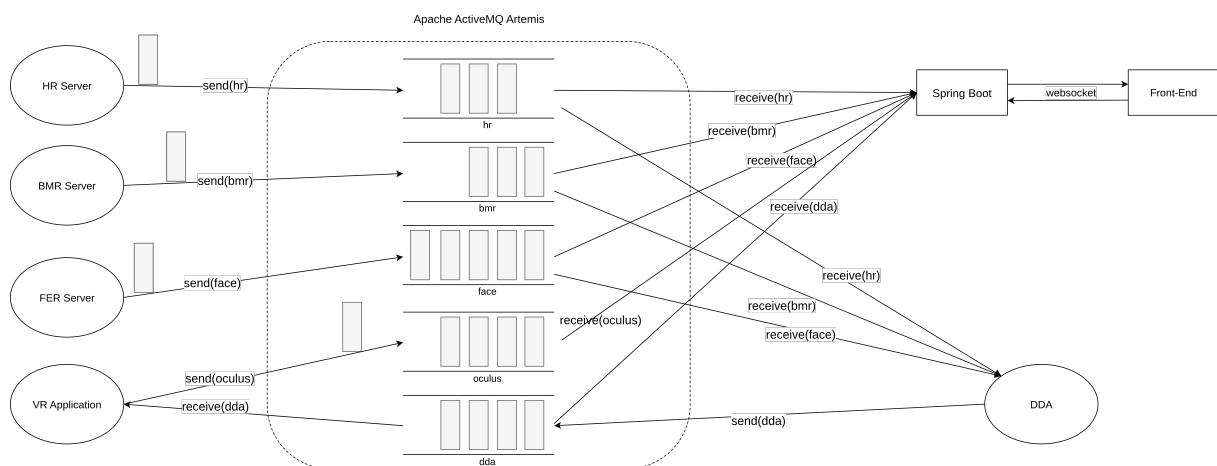 Apache ActiveMQ Artemis
HR Server
send(hr)
hr
receive(hr)
Spring Boot
websocket
Front-End
BMR Server
send(bmr)
bmr
receive(bmr)
receive(face)
receive(dda)
FER Server
send(face)
face
receive(hr)
receive(bmr)
receive(face)
receive(oculus)
VR Application
send(oculus)
oculus
receive(dda)
dda
send(dda)
DDA